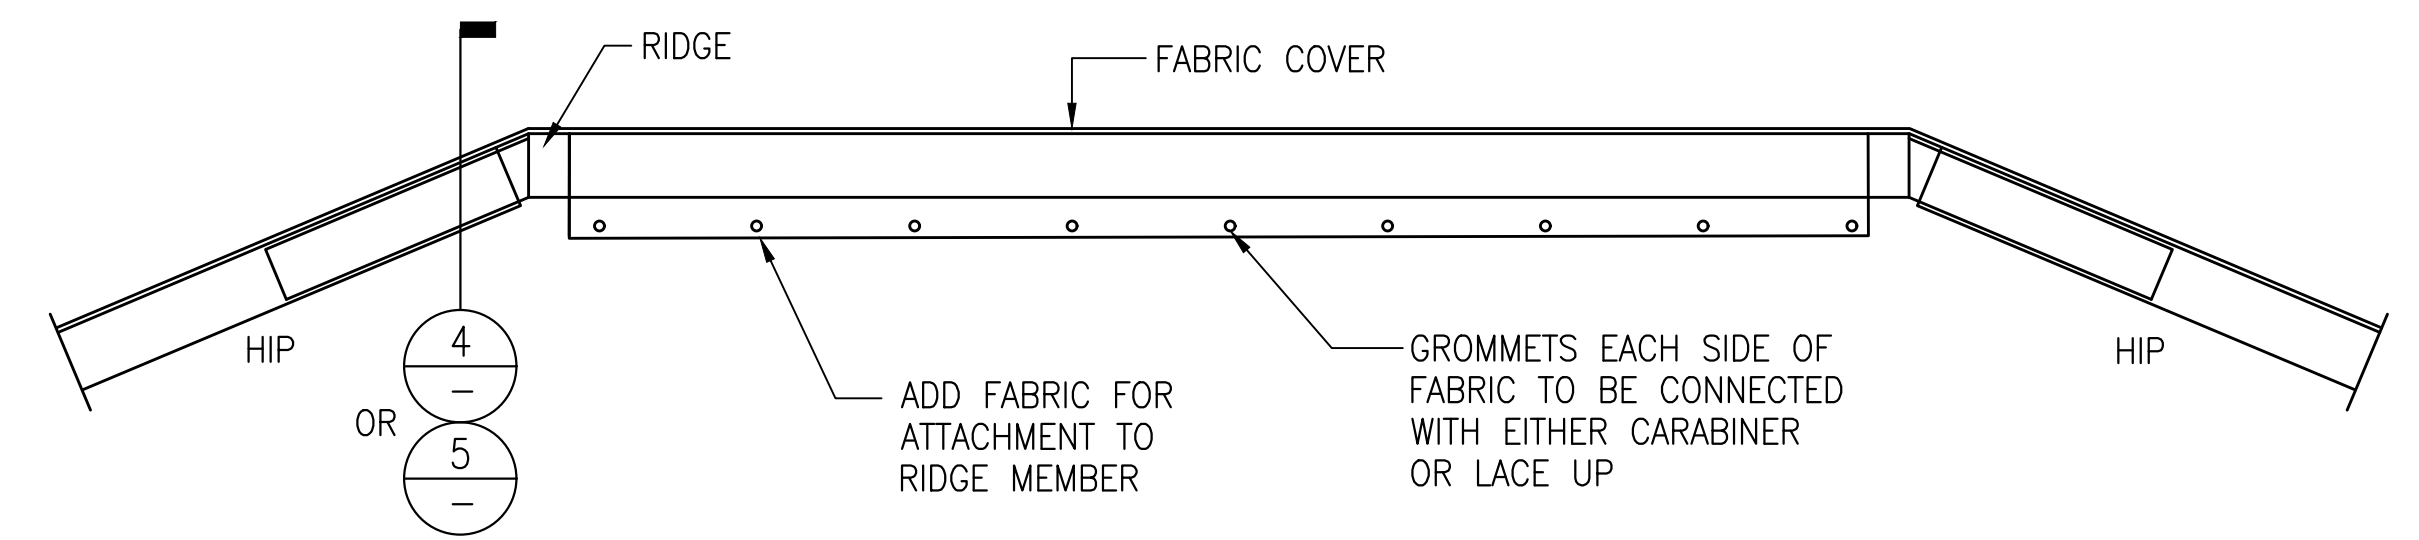 RIDGE
FABRIC COVER
HIP
4
-
OR
5
-
ADD FABRIC FOR
ATTACHMENT TO
RIDGE MEMBER
GROMMETS EACH SIDE OF
FABRIC TO BE CONNECTED
WITH EITHER CARABINER
OR LACE UP
HIP